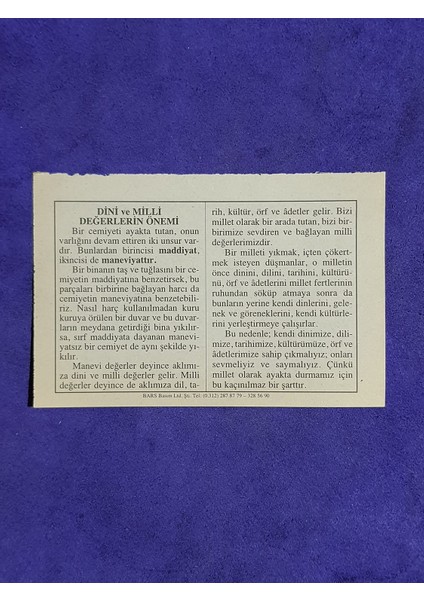 DİNİ ve MİLLİ
DEĞERLERİN ÖNEMİ
Bir cemiyeti ayakta tutan, onun
varlığını devam ettiren iki unsur var-
dır. Bunlardan birincisi maddiyat,
ikincisi de maneviyattır.
Bir binanın taş ve tuğlasını bir ce-
miyetin maddiyatına benzetirsek, bu
parçaları birbirine bağlayan harcı da
cemiyetin maneviyatına benzetebili-
riz. Nasıl harç kullanılmadan kuru
kuruya örülen bir duvar ve bu duvar-
ların meydana getirdiği bina yıkılır-
sa, sırf maddiyata dayanan manevi-
yatsız bir cemiyet de aynı şekilde yı-
kılır.
Manevi değerler deyince aklımı-
za dini ve milli değerler gelir. Milli
değerler deyince de aklımıza dil, ta-
rih, kültür, örf ve âdetler gelir. Bizi
millet olarak bir arada tutan, bizi bir-
birimize sevdiren ve bağlayan milli
değerlerimizdir.
Bir milleti yıkmak, içten çökert-
mek isteyen düşmanlar, o milletin
önce dinini, dilini, tarihini, kültürü-
nü, örf ve âdetlerini millet fertlerinin
ruhundan söküp atmaya sonra da
bunların yerine kendi dinlerini, gele-
nek ve göreneklerini, kendi kültürle-
rini yerleştirmeye çalışırlar.
Bu nedenle; kendi dinimize, dili-
mize, tarihimize, kültürümüze, örf ve
âdetlerimize sahip çıkmalıyız; onları
sevmeliyiz ve saymalıyız. Çünkü
millet olarak ayakta durmamız için
bu kaçınılmaz bir şarttır.
BARS Basım Ltd. Şti. Tel. (0.312) 287 87 79 – 128 56 90